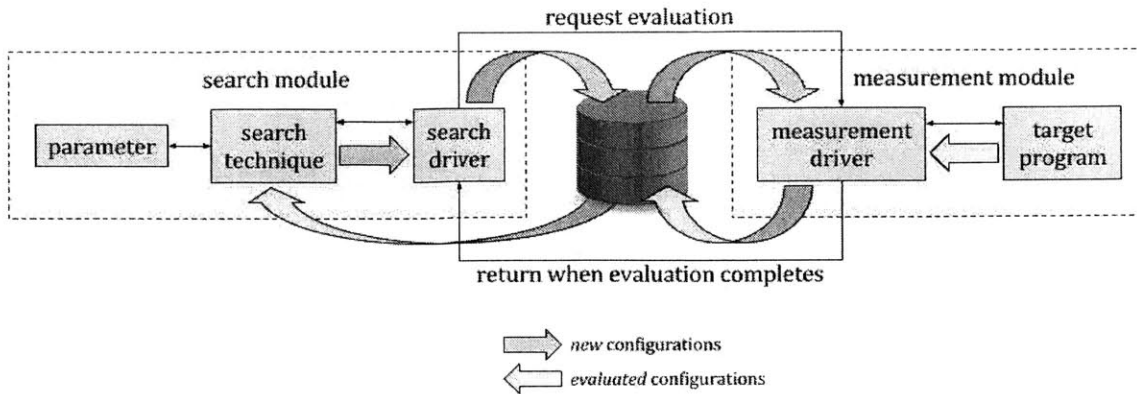 request evaluation
search module
measurement module
parameter
search
technique
search
driver
measurement
driver
target
program
return when evaluation completes
new configurations
evaluated configurations